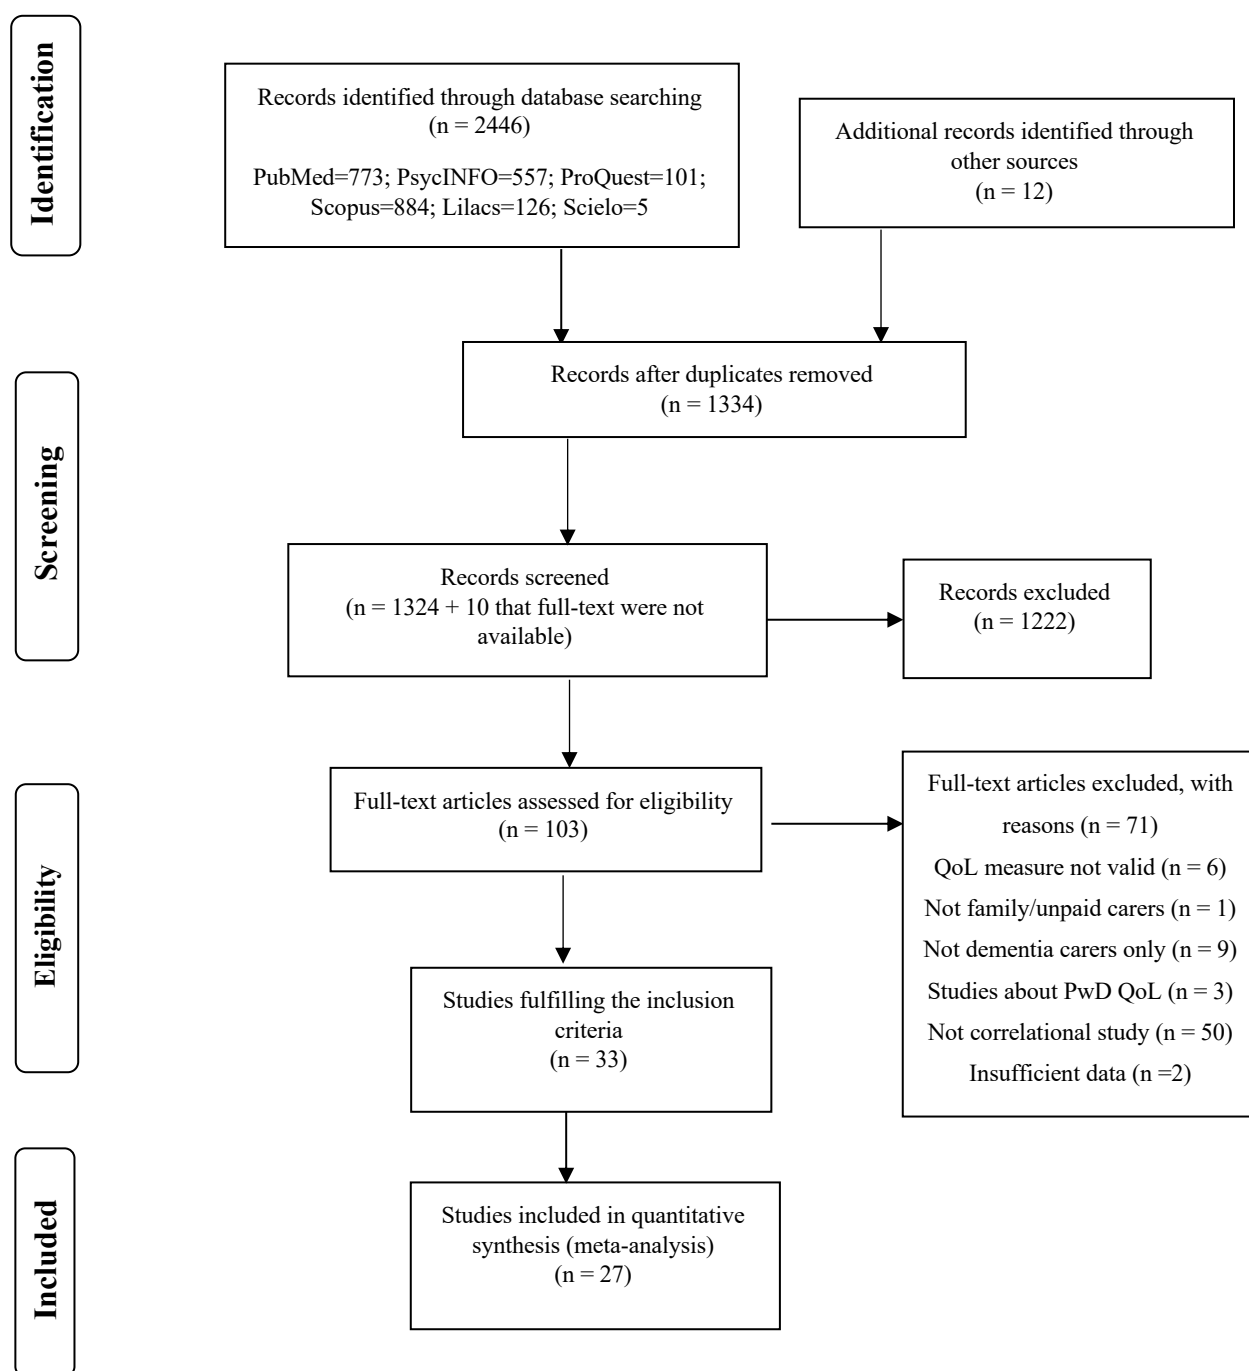 Identification
Records identified through database searching
(n = 2446)
PubMed=773; PsycINFO=557; ProQuest=101;
Scopus=884; Lilacs=126; Scielo=5
Additional records identified through
other sources
(n = 12)
Screening
Records after duplicates removed
(n = 1334)
Records screened
(n = 1324 + 10 that full-text were not
available)
Records excluded
(n = 1222)
Eligibility
Full-text articles assessed for eligibility
(n = 103)
Full-text articles excluded, with
reasons (n = 71)
QoL measure not valid (n = 6)
Not family/unpaid carers (n = 1)
Not dementia carers only (n = 9)
Studies about PwD QoL (n = 3)
Not correlational study (n = 50)
Insufficient data (n =2)
Studies fulfilling the inclusion
criteria
(n = 33)
Included
Studies included in quantitative
synthesis (meta-analysis)
(n = 27)